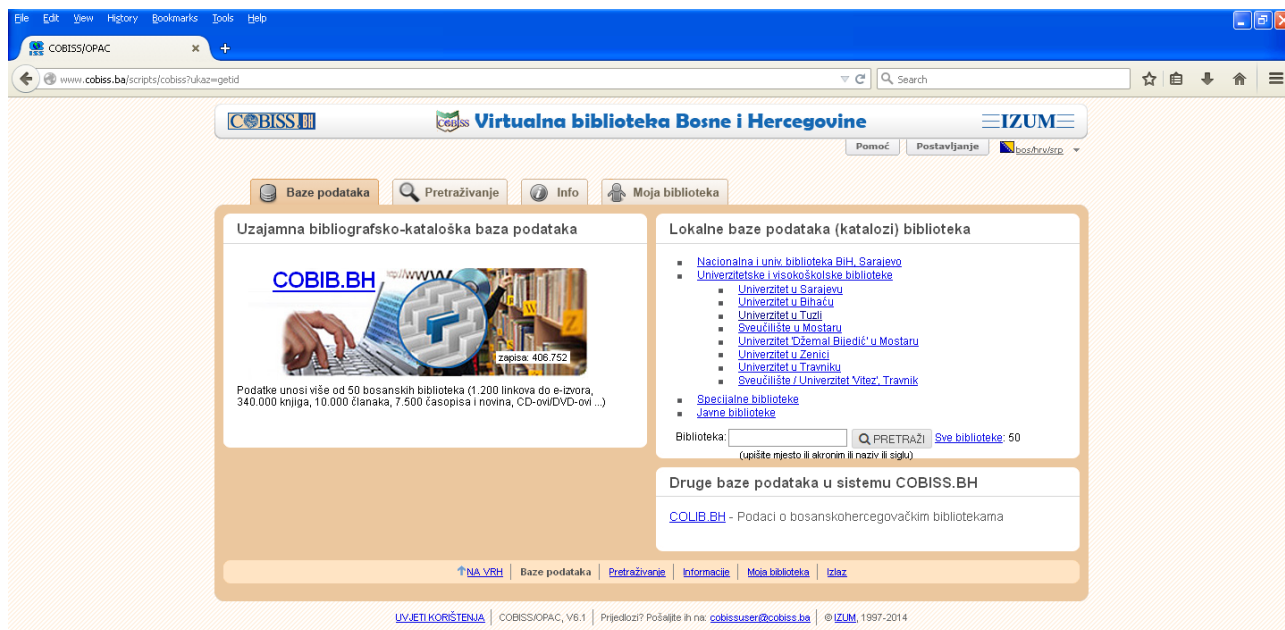 File Edit View History Bookmarks Tools Help
COBISS/OPAC
www.cobiss.ba/scripts/cobiss?ukaz=getid
Search
COBISS.BH
COBISS Virtualna biblioteka Bosne i Hercegovine
IZUM
Pomoć Postavljanje bos/hrv/srp
Baze podataka Pretraživanje Info Moja biblioteka
Uzajamna bibliografsko-kataloška baza podataka
COBIB.BH
www
zapisa: 406.752
Podatke unosi više od 50 bosanskih biblioteka (1.200 linkova do e-izvora,
340.000 knjiga, 10.000 članaka, 7.500 časopisa i novina, CD-ovi/DVD-ovi ...)
Lokalne baze podataka (katalozi) biblioteka
Nacionalna i univ. biblioteka BiH, Sarajevo
Univerzitetske i visokoškolske biblioteke
Univerzitet u Sarajevu
Univerzitet u Bihaću
Univerzitet u Tuzli
Sveučilište u Mostaru
Univerzitet 'Džemal Bijedić' u Mostaru
Univerzitet u Zenici
Univerzitet u Travniku
Sveučilište / Univerzitet 'Vitez', Travnik
Specijalne biblioteke
Javne biblioteke
Biblioteka: PRETRAŽI Sve biblioteke: 50
(upišite mjesto ili akronim ili naziv ili siglu)
Druge baze podataka u sistemu COBISS.BH
COLIB.BH - Podaci o bosanskohercegovačkim bibliotekama
NA VRH | Baze podataka | Pretraživanje | Informacije | Moja biblioteka | Izlaz
UVJETI KORIŠTENJA | COBISS/OPAC, V6.1 | Prijedlozi? Pošaljite ih na: cobissuser@cobiss.ba | © IZUM, 1997-2014